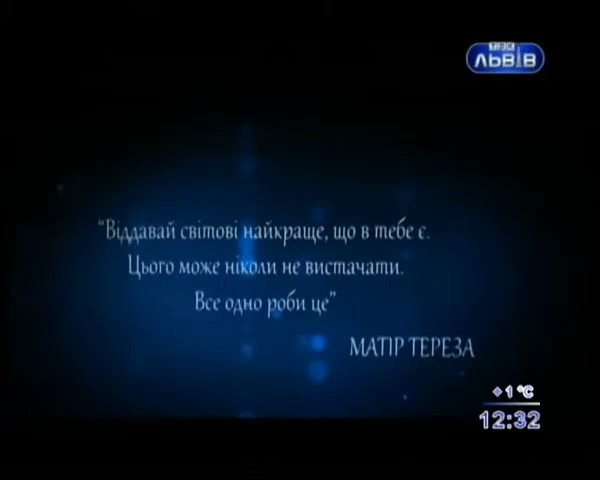 ТРК
ЛЬВІВ
“Віддавай світові найкраще, що в тебе є.
Цього може ніколи не вистачати.
Все одно роби це”
МАТІР ТЕРЕЗА
+1 °C
12:32